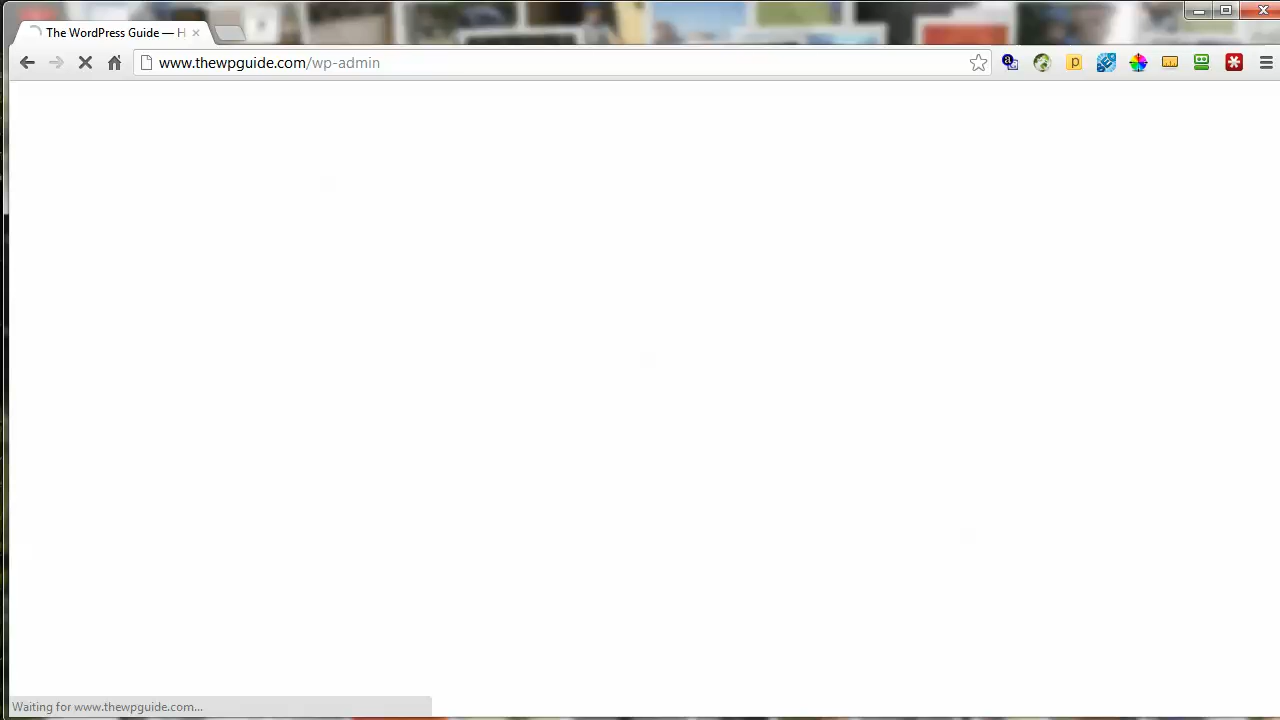 The WordPress Guide — H
www.thewpguide.com/wp-admin
Waiting for www.thewpguide.com...